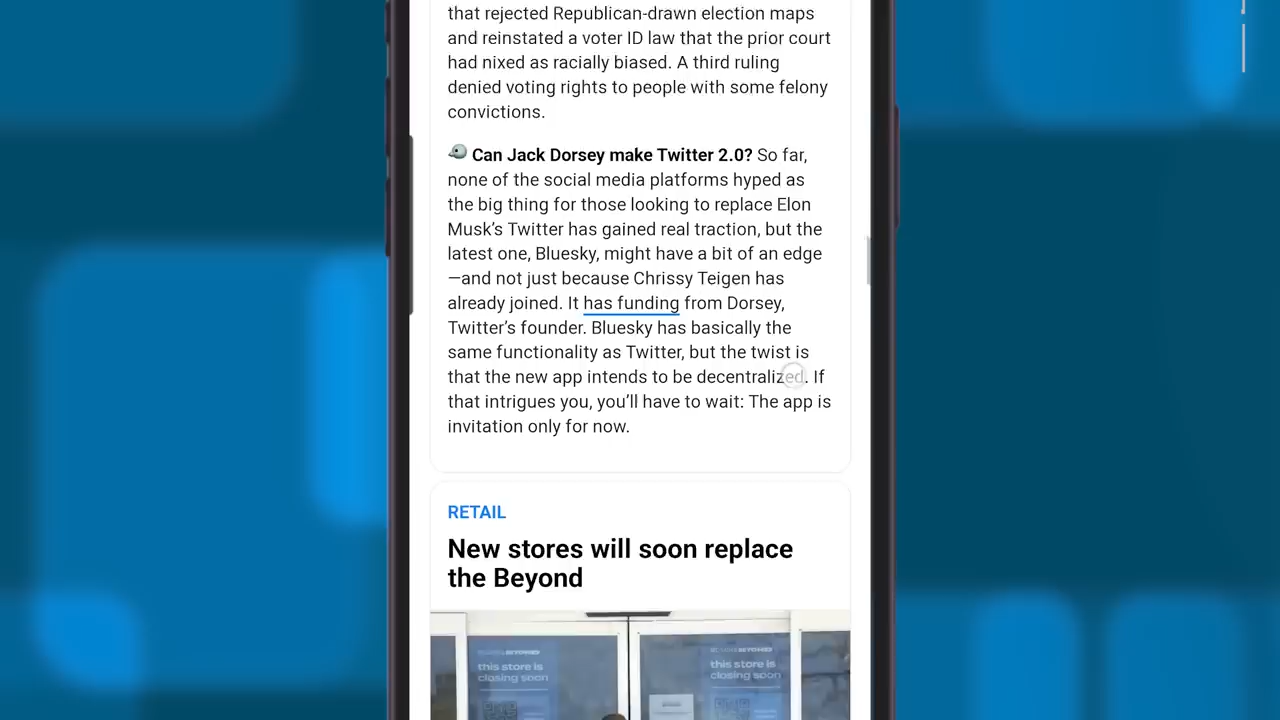 that rejected Republican-drawn election maps
and reinstated a voter ID law that the prior court
had nixed as racially biased. A third ruling
denied voting rights to people with some felony
convictions.
Can Jack Dorsey make Twitter 2.0? So far,
none of the social media platforms hyped as
the big thing for those looking to replace Elon
Musk’s Twitter has gained real traction, but the
latest one, Bluesky, might have a bit of an edge
—and not just because Chrissy Teigen has
already joined. It has funding from Dorsey,
Twitter’s founder. Bluesky has basically the
same functionality as Twitter, but the twist is
that the new app intends to be decentralized. If
that intrigues you, you’ll have to wait: The app is
invitation only for now.
RETAIL
New stores will soon replace
the Beyond
this store is
closing soon
this store is
closing soon